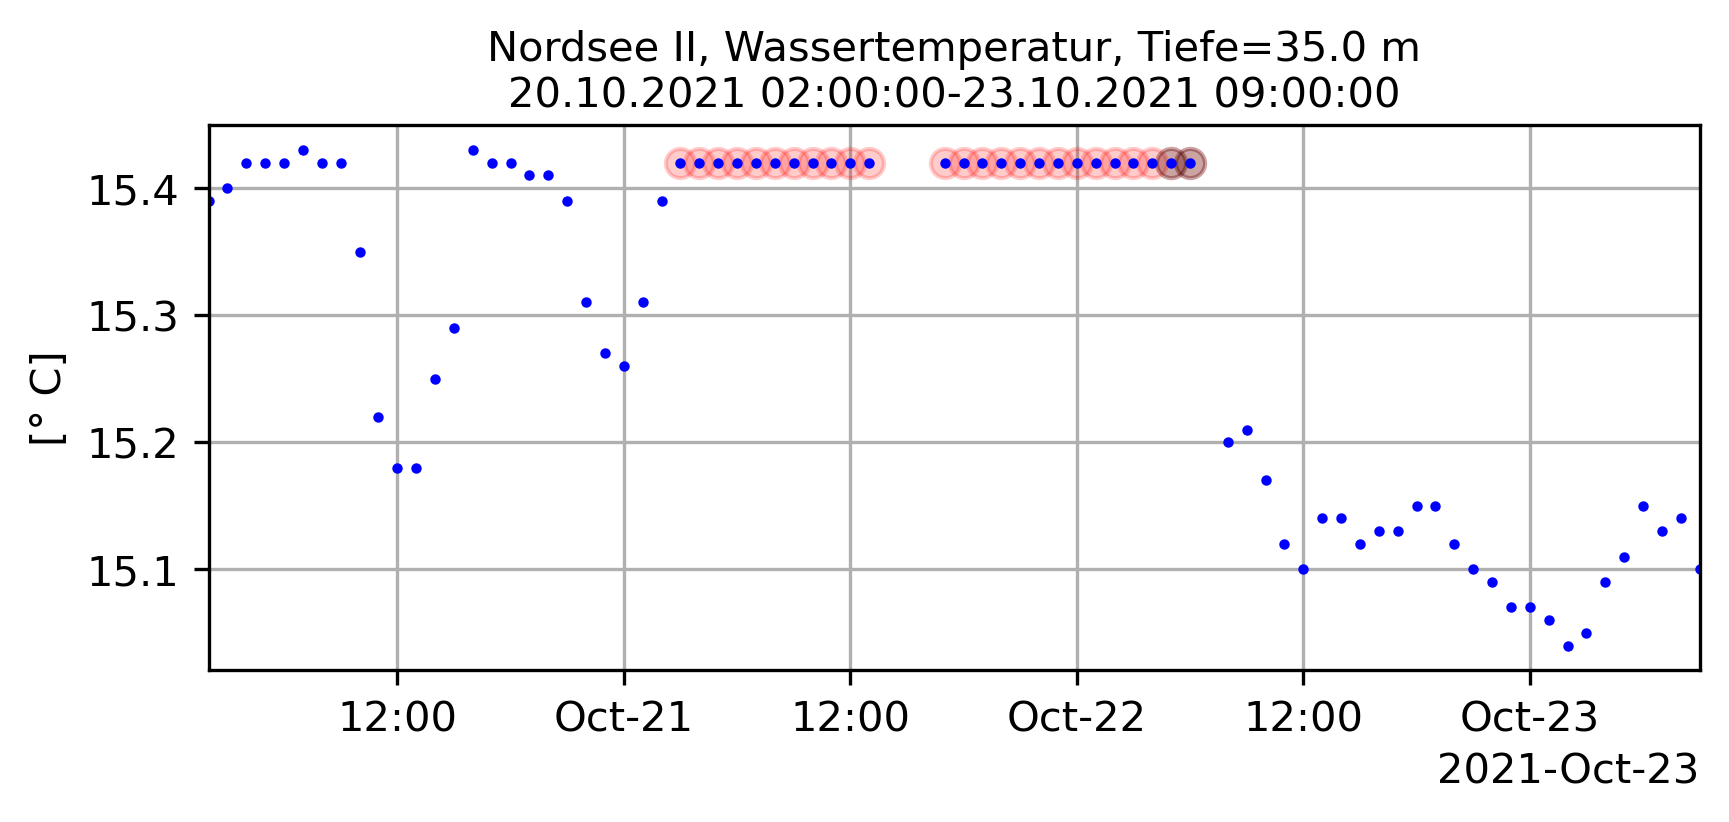 Nordsee II, Wassertemperatur, Tiefe=35.0 m
20.10.2021 02:00:00-23.10.2021 09:00:00
[° C]
15.4
15.3
15.2
15.1
12:00 Oct-21 12:00 Oct-22 12:00 Oct-23
2021-Oct-23